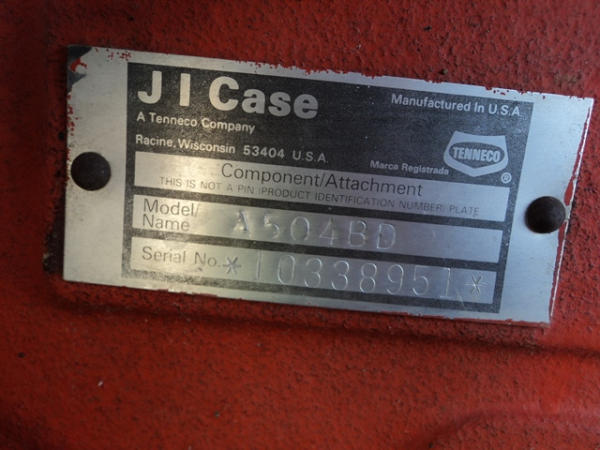 J I Case
Manufactured In U.S.A
A Tenneco Company
Racine, Wisconsin 53404 U.S.A.
Marca Registrada
TENNECO
®
Component/Attachment
THIS IS NOT A PIN (PRODUCT IDENTIFICATION NUMBER) PLATE
Model/
Name A504BD
Serial No. *10338951*